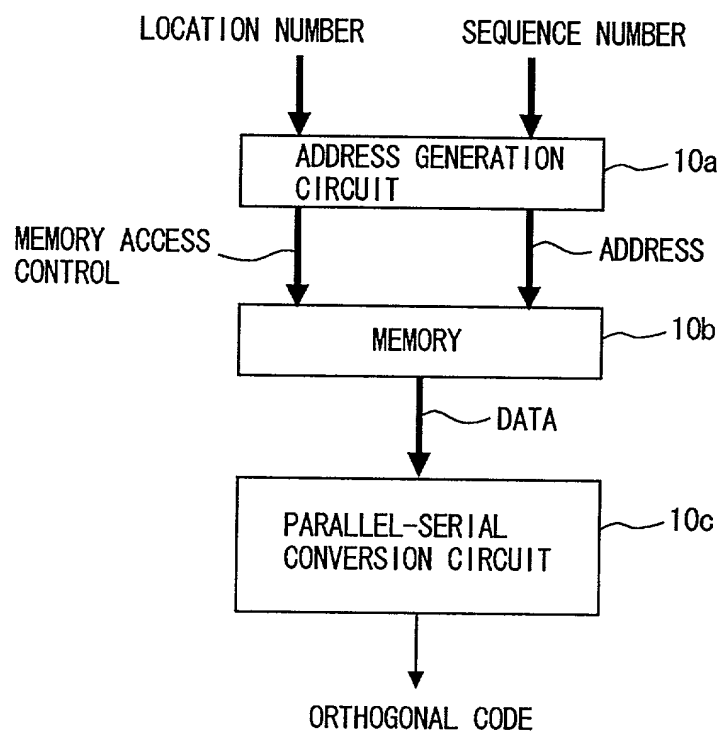 LOCATION NUMBER
SEQUENCE NUMBER
ADDRESS GENERATION
CIRCUIT
10a
MEMORY ACCESS
CONTROL
ADDRESS
MEMORY
10b
DATA
PARALLEL-SERIAL
CONVERSION CIRCUIT
10c
ORTHOGONAL CODE